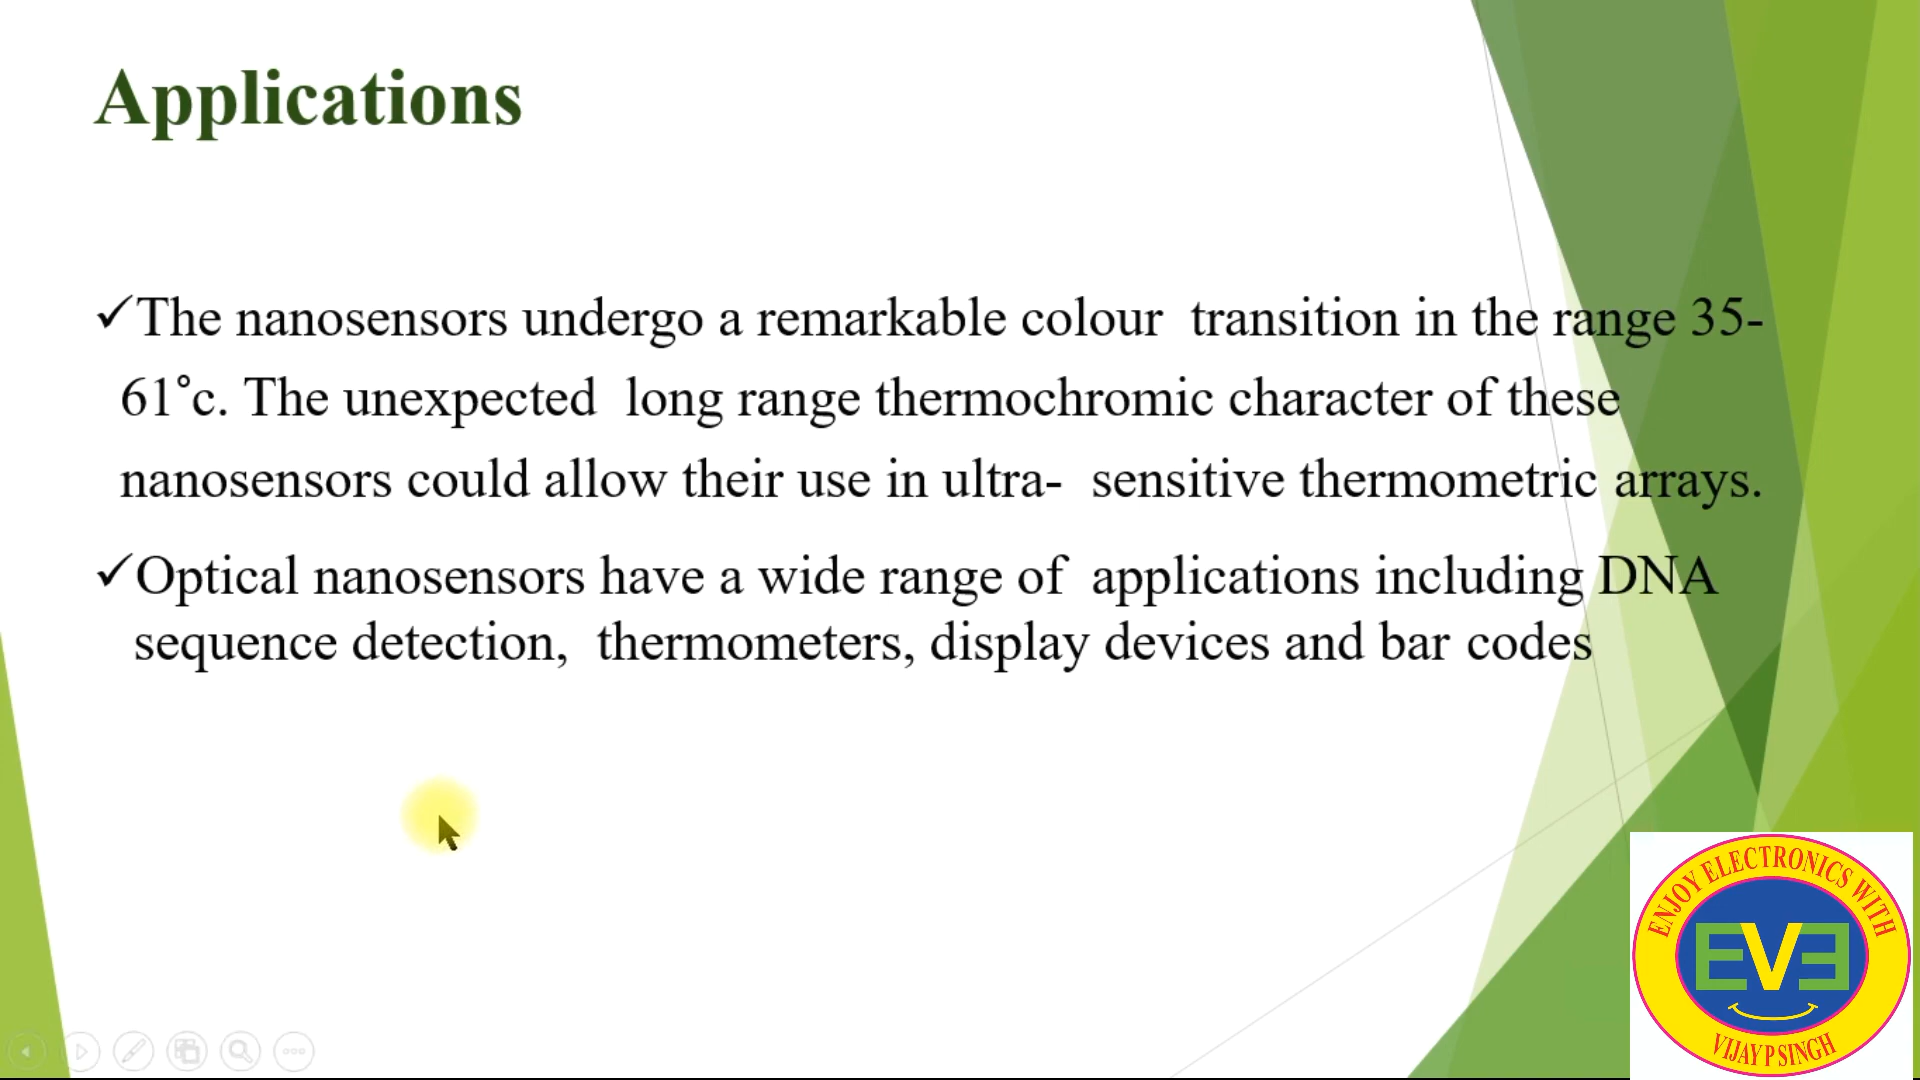 Applications
✓The nanosensors undergo a remarkable colour transition in the range 35-
61°c. The unexpected long range thermochromic character of these
nanosensors could allow their use in ultra- sensitive thermometric arrays.
✓Optical nanosensors have a wide range of applications including DNA
sequence detection, thermometers, display devices and bar codes
ENJOY ELECTRONICS WITH
EVE
VIJAY P SINGH